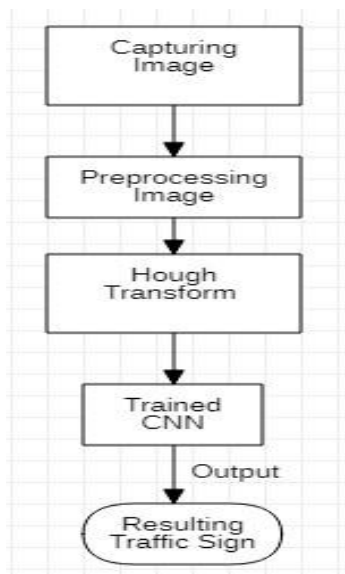 Capturing
Image
Preprocessing
Image
Hough
Transform
Trained
CNN
Output
Resulting
Traffic Sign